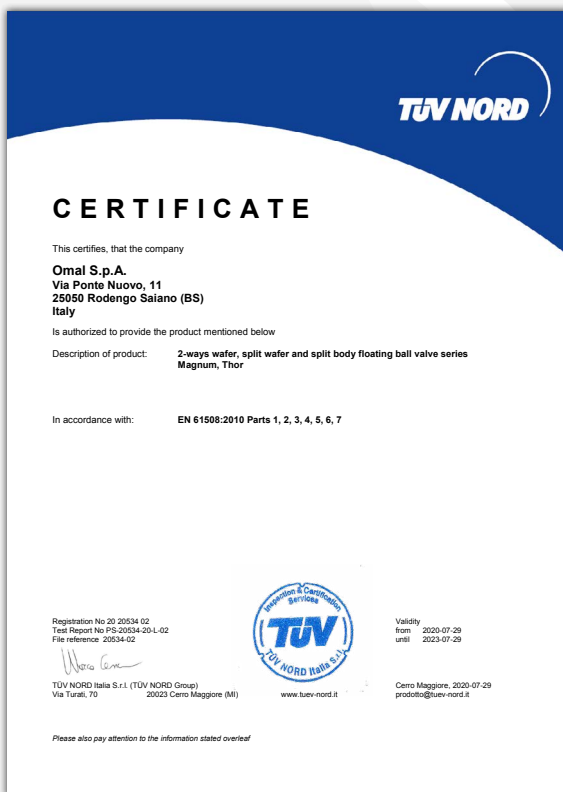 TÜV NORD
CERTIFICATE
This certifies, that the company
Omal S.p.A.
Via Ponte Nuovo, 11
25050 Rodengo Saiano (BS)
Italy
Is authorized to provide the product mentioned below
Description of product: 2-ways wafer, split wafer and split body floating ball valve series
Magnum, Thor
In accordance with: EN 61508:2010 Parts 1, 2, 3, 4, 5, 6, 7
Inspection & Certification
Services
TÜV
TÜV NORD Italia S.r.l.
Registration No 20 20534 02
Test Report No PS-20534-20-L-02
File reference 20534-02
Validity
from 2020-07-29
until 2023-07-29
TÜV NORD Italia S.r.l. (TÜV NORD Group)
Via Turati, 70 20023 Cerro Maggiore (MI) www.tuev-nord.it
Cerro Maggiore, 2020-07-29
prodotto@tuev-nord.it
Please also pay attention to the information stated overleaf